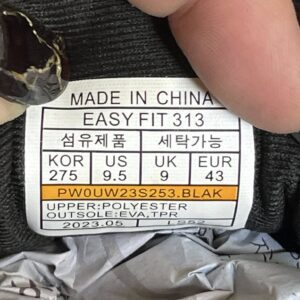 MADE IN CHINA
EASY FIT 313
섬유제품 세탁가능
KOR US UK EUR
275 9.5 9 43
PW0UW23S253.BLAK
UPPER:POLYESTER
OUTSOLE:EVA,TPR
2023.05 LS52